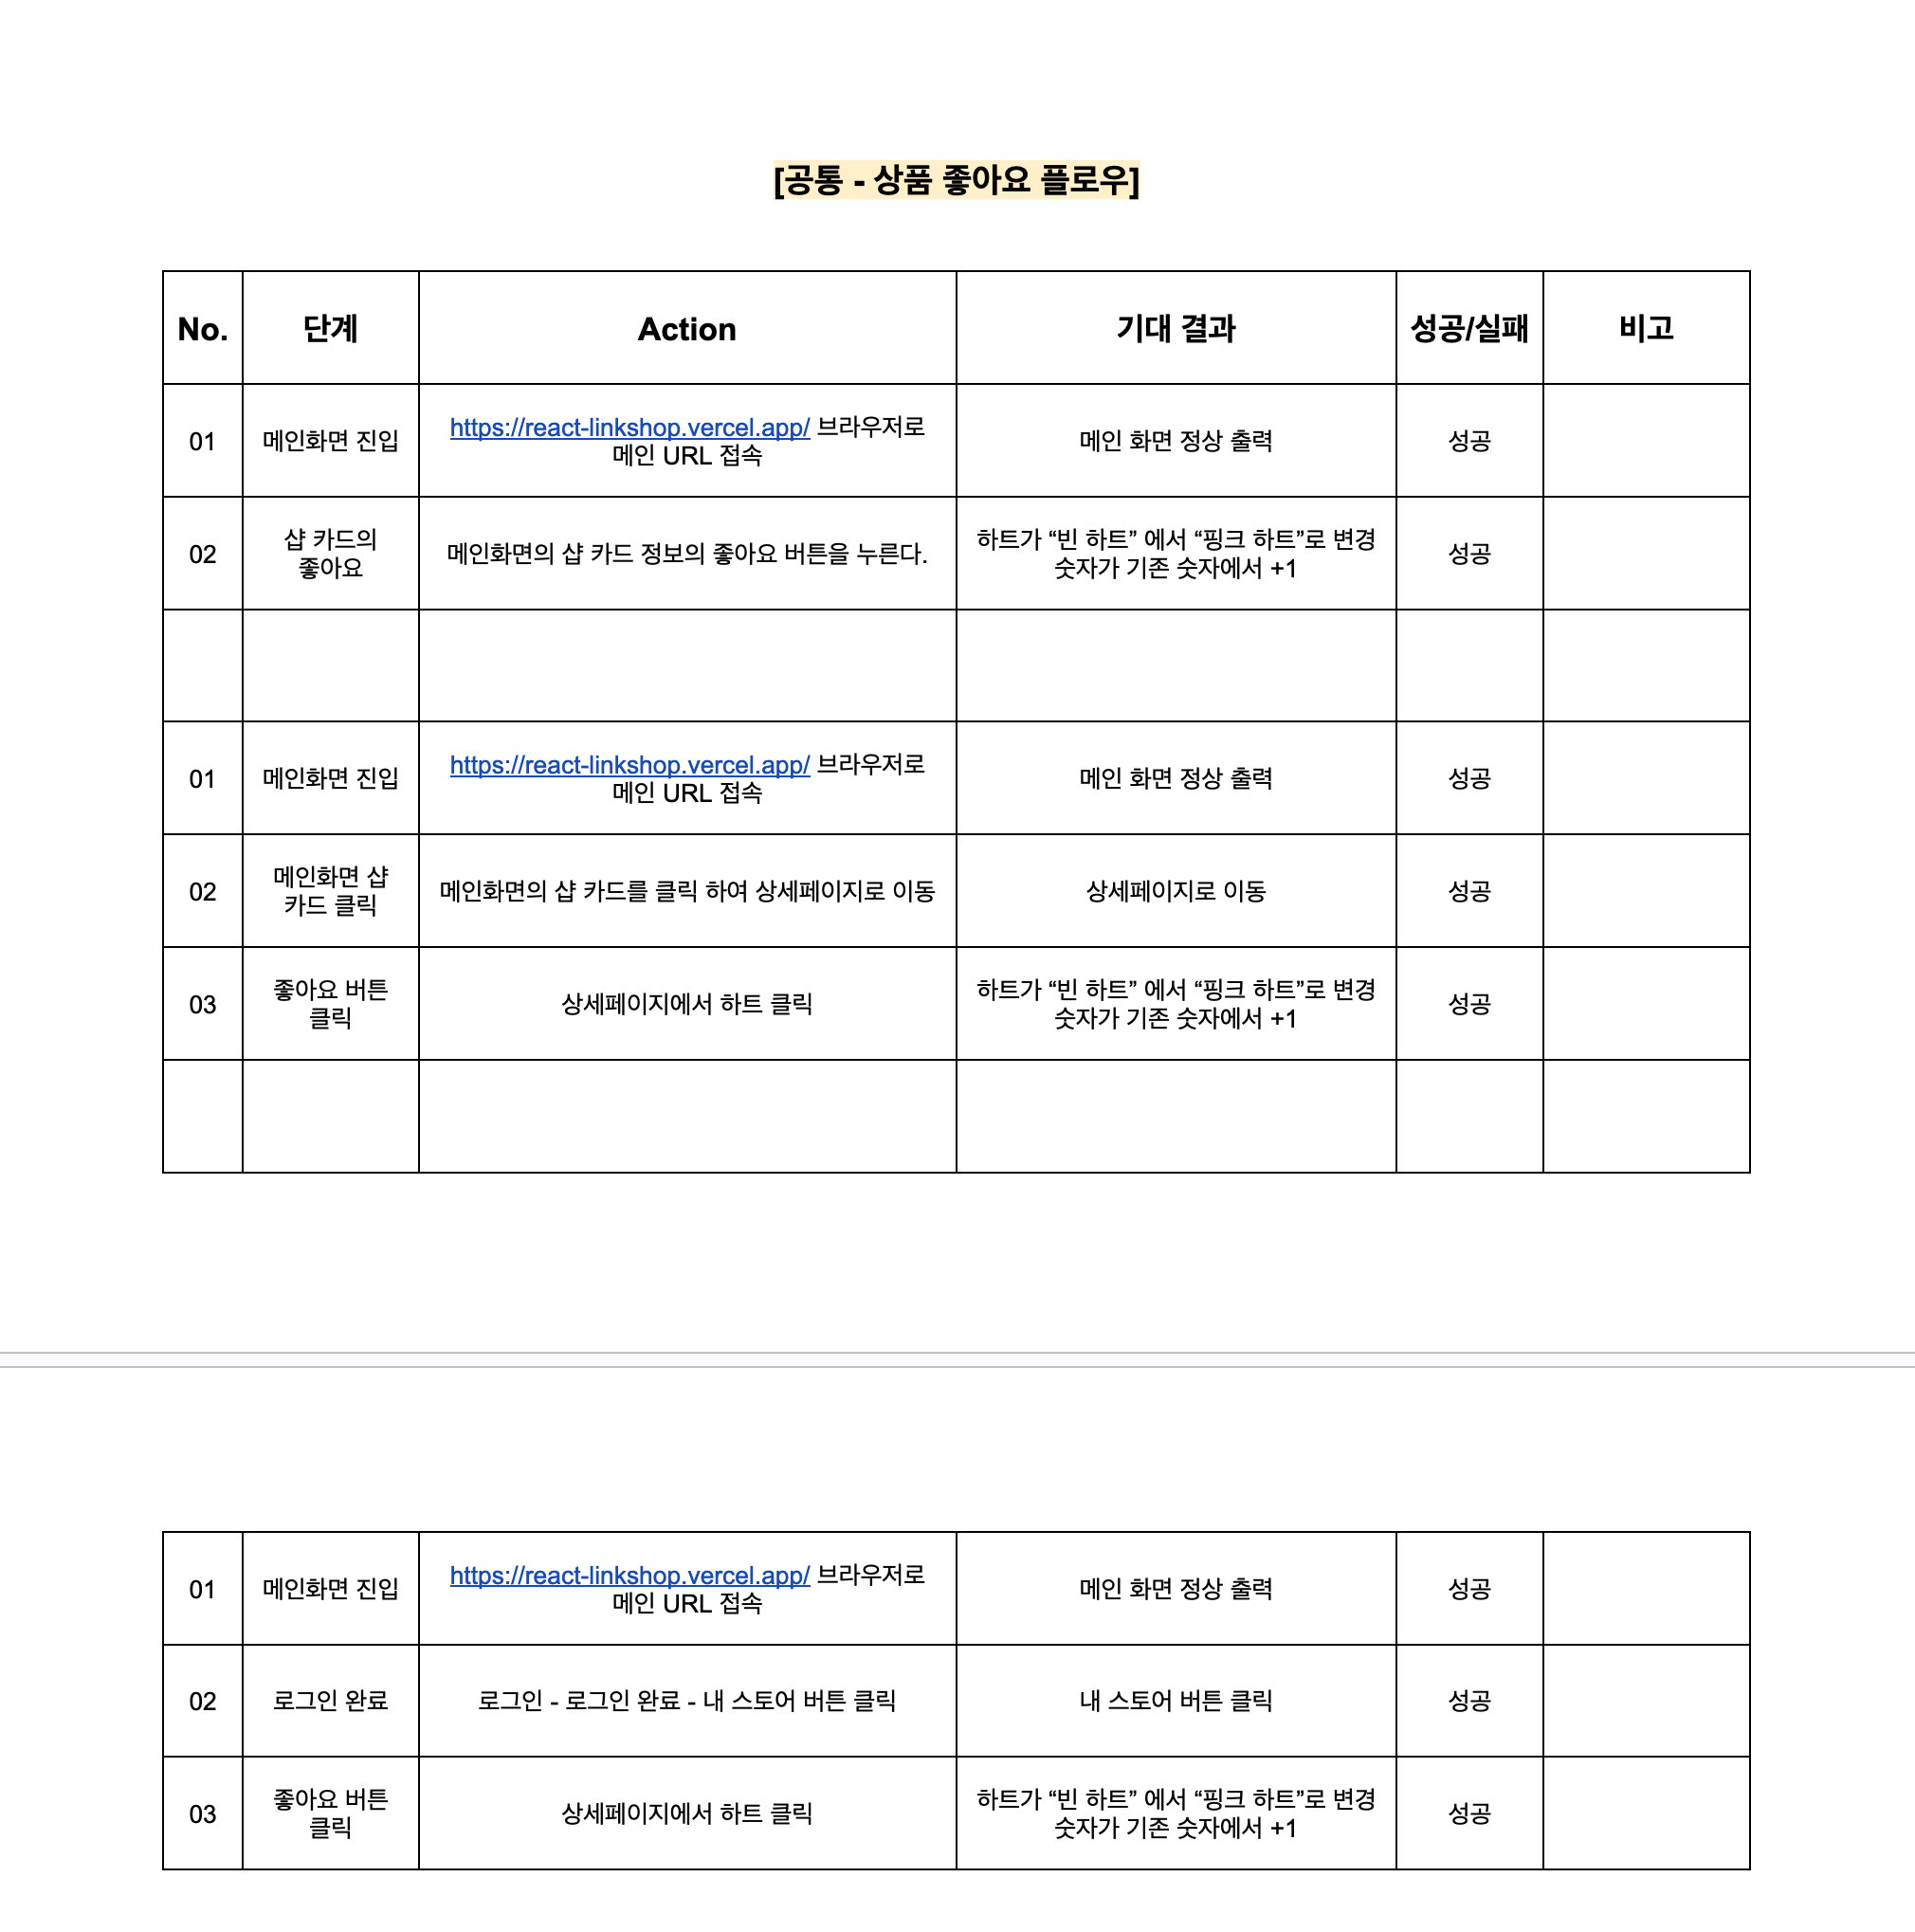 [공통 - 상품 좋아요 플로우]
No. 단계 Action 기대 결과 성공/실패 비고
01 메인화면 진입 https://react-linkshop.vercel.app/ 브라우저로
메인 URL 접속 메인 화면 정상 출력 성공
02 샵 카드의
좋아요 메인화면의 샵 카드 정보의 좋아요 버튼을 누른다. 하트가 “빈 하트” 에서 “핑크 하트”로 변경
숫자가 기존 숫자에서 +1 성공
01 메인화면 진입 https://react-linkshop.vercel.app/ 브라우저로
메인 URL 접속 메인 화면 정상 출력 성공
02 메인화면 샵
카드 클릭 메인화면의 샵 카드를 클릭 하여 상세페이지로 이동 상세페이지로 이동 성공
03 좋아요 버튼
클릭 상세페이지에서 하트 클릭 하트가 “빈 하트” 에서 “핑크 하트”로 변경
숫자가 기존 숫자에서 +1 성공
01 메인화면 진입 https://react-linkshop.vercel.app/ 브라우저로
메인 URL 접속 메인 화면 정상 출력 성공
02 로그인 완료 로그인 - 로그인 완료 - 내 스토어 버튼 클릭 내 스토어 버튼 클릭 성공
03 좋아요 버튼
클릭 상세페이지에서 하트 클릭 하트가 “빈 하트” 에서 “핑크 하트”로 변경
숫자가 기존 숫자에서 +1 성공